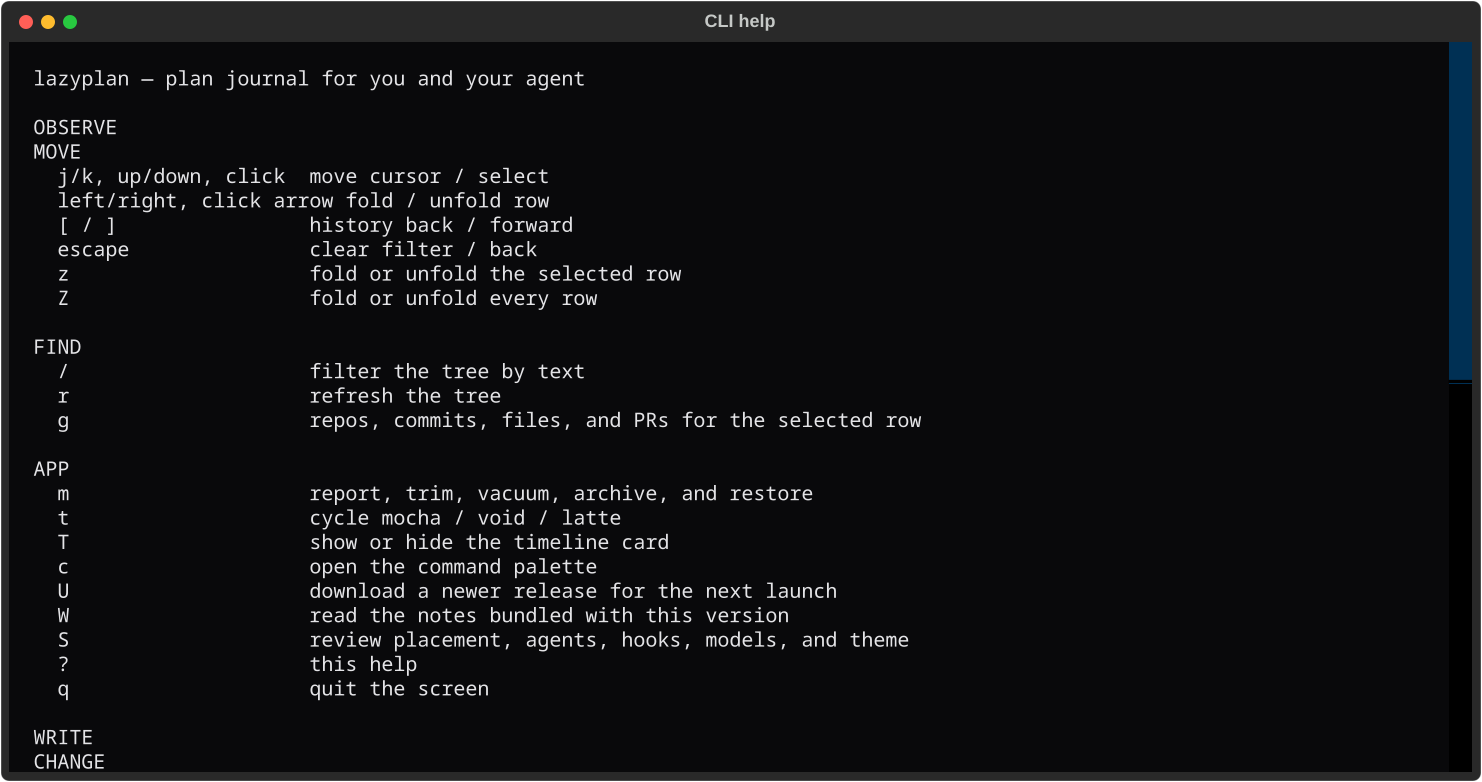 CLI help
lazyplan — plan journal for you and your agent
OBSERVE
MOVE
j/k, up/down, click  move cursor / select
left/right, click arrow fold / unfold row
[ / ]                history back / forward
escape               clear filter / back
z                    fold or unfold the selected row
Z                    fold or unfold every row
FIND
/                    filter the tree by text
r                    refresh the tree
g                    repos, commits, files, and PRs for the selected row
APP
m                    report, trim, vacuum, archive, and restore
t                    cycle mocha / void / latte
T                    show or hide the timeline card
c                    open the command palette
U                    download a newer release for the next launch
W                    read the notes bundled with this version
S                    review placement, agents, hooks, models, and theme
?                    this help
q                    quit the screen
WRITE
CHANGE